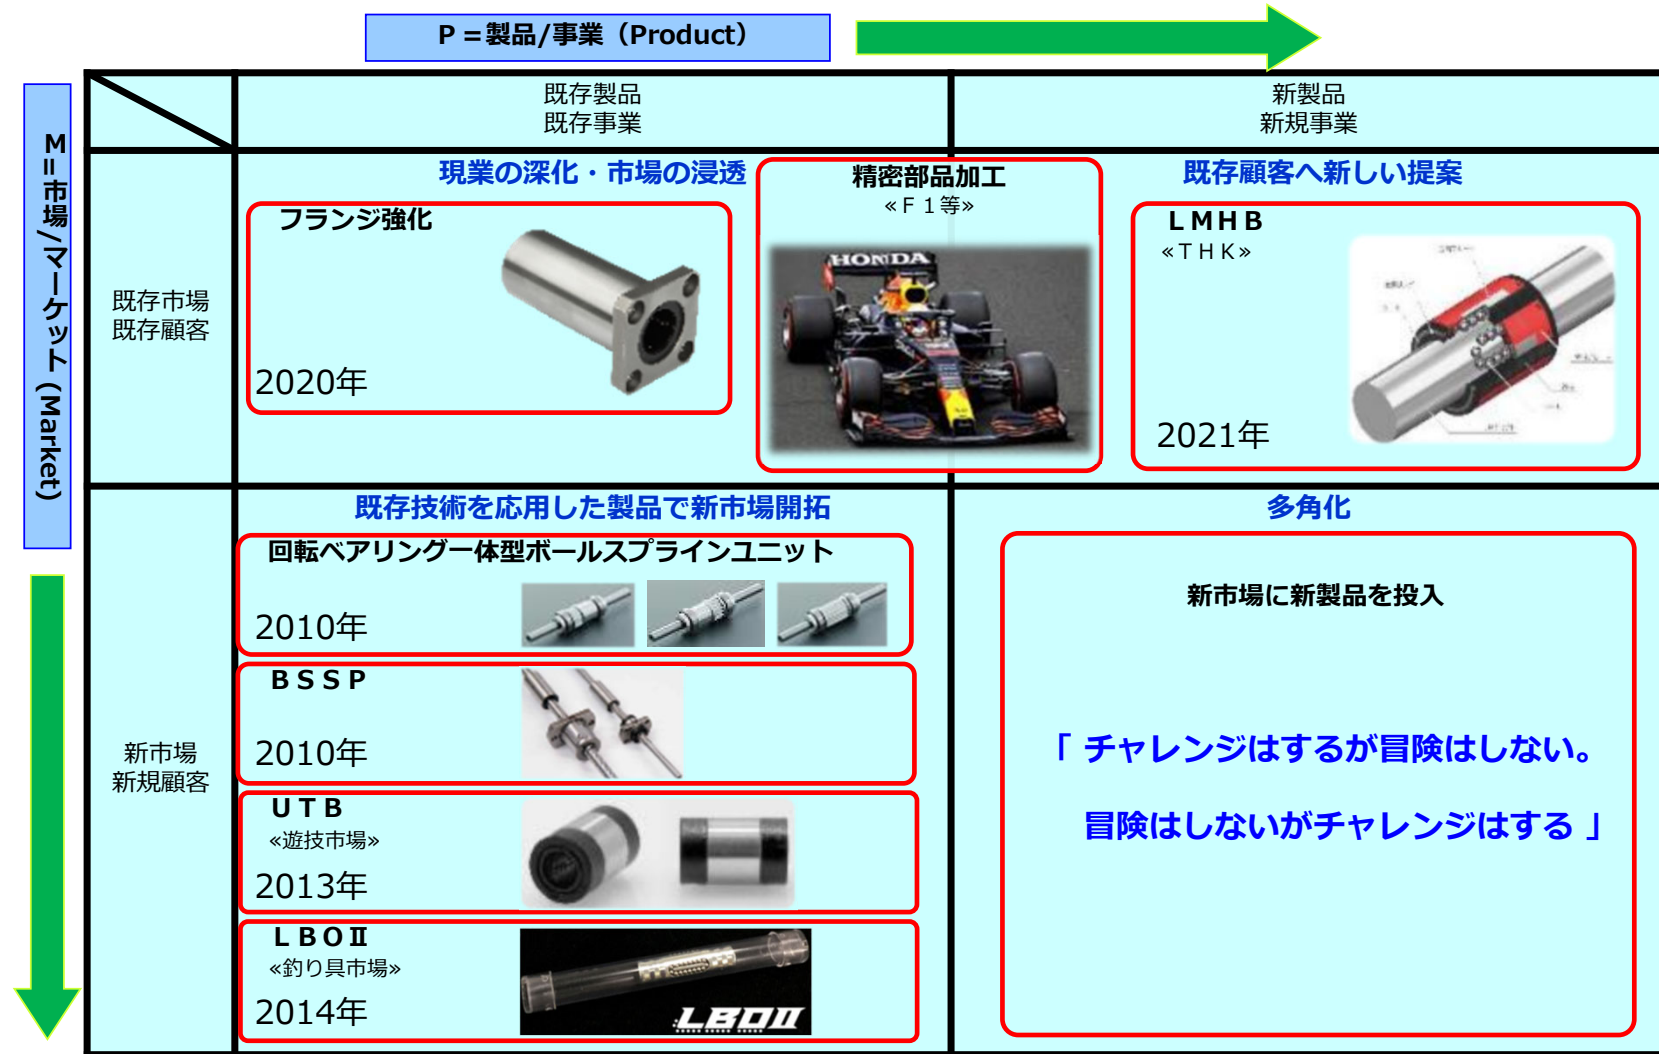 P＝製品/事業（Product）
M＝市場/マーケット (Market)
既存製品
既存事業
新製品
新規事業
既存市場
既存顧客
現業の深化・市場の浸透
フランジ強化
2020年
精密部品加工
≪F１等≫
HONDA
既存顧客へ新しい提案
ＬＭＨＢ
≪ＴＨＫ≫
2021年
新市場
新規顧客
既存技術を応用した製品で新市場開拓
回転ベアリング一体型ボールスプラインユニット
2010年
ＢＳＳＰ
2010年
ＵＴＢ
≪遊技市場≫
2013年
ＬＢＯⅡ
≪釣り具市場≫
2014年
LBOII
多角化
新市場に新製品を投入
「 チャレンジはするが冒険はしない。
冒険はしないがチャレンジはする 」